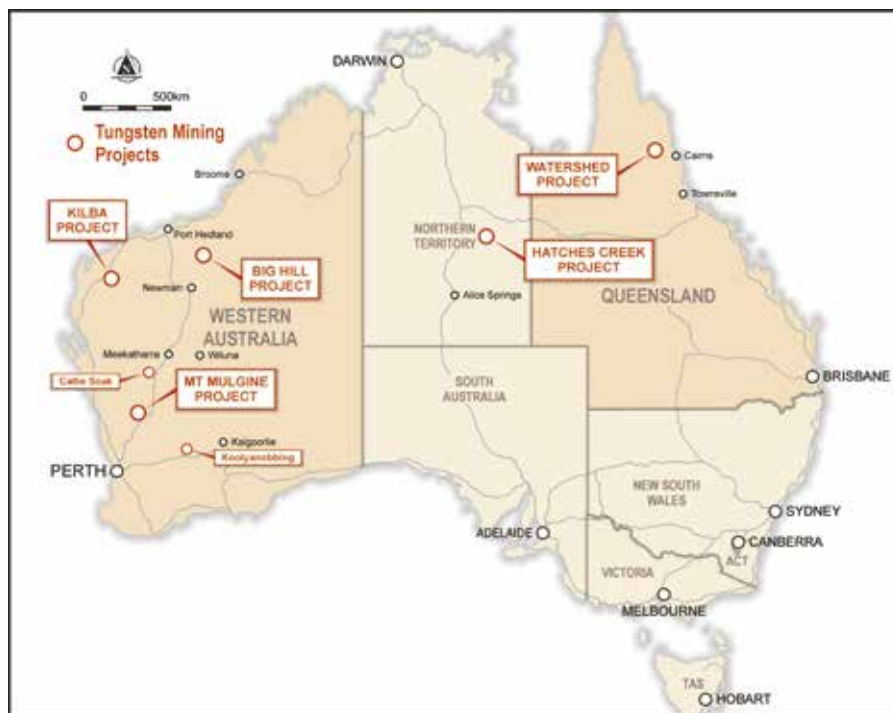 DARWIN
0 500km
Tungsten Mining
Projects
Broome
KILBA
PROJECT
Port Hedland
BIG HILL
PROJECT
Newman
WESTERN
AUSTRALIA
Meekatharra
Wiluna
Callie Soak
MT MULGINE
PROJECT
Kalgoorlie
Koolyanobbing
PERTH
NORTHERN
TERRITORY
HATCHES CREEK
PROJECT
Alice Springs
WATERSHED
PROJECT
Cairns
Townsville
QUEENSLAND
BRISBANE
SOUTH
AUSTRALIA
ADELAIDE
NEW SOUTH
WALES
SYDNEY
CANBERRA
ACT
VICTORIA
MELBOURNE
TAS
HOBART